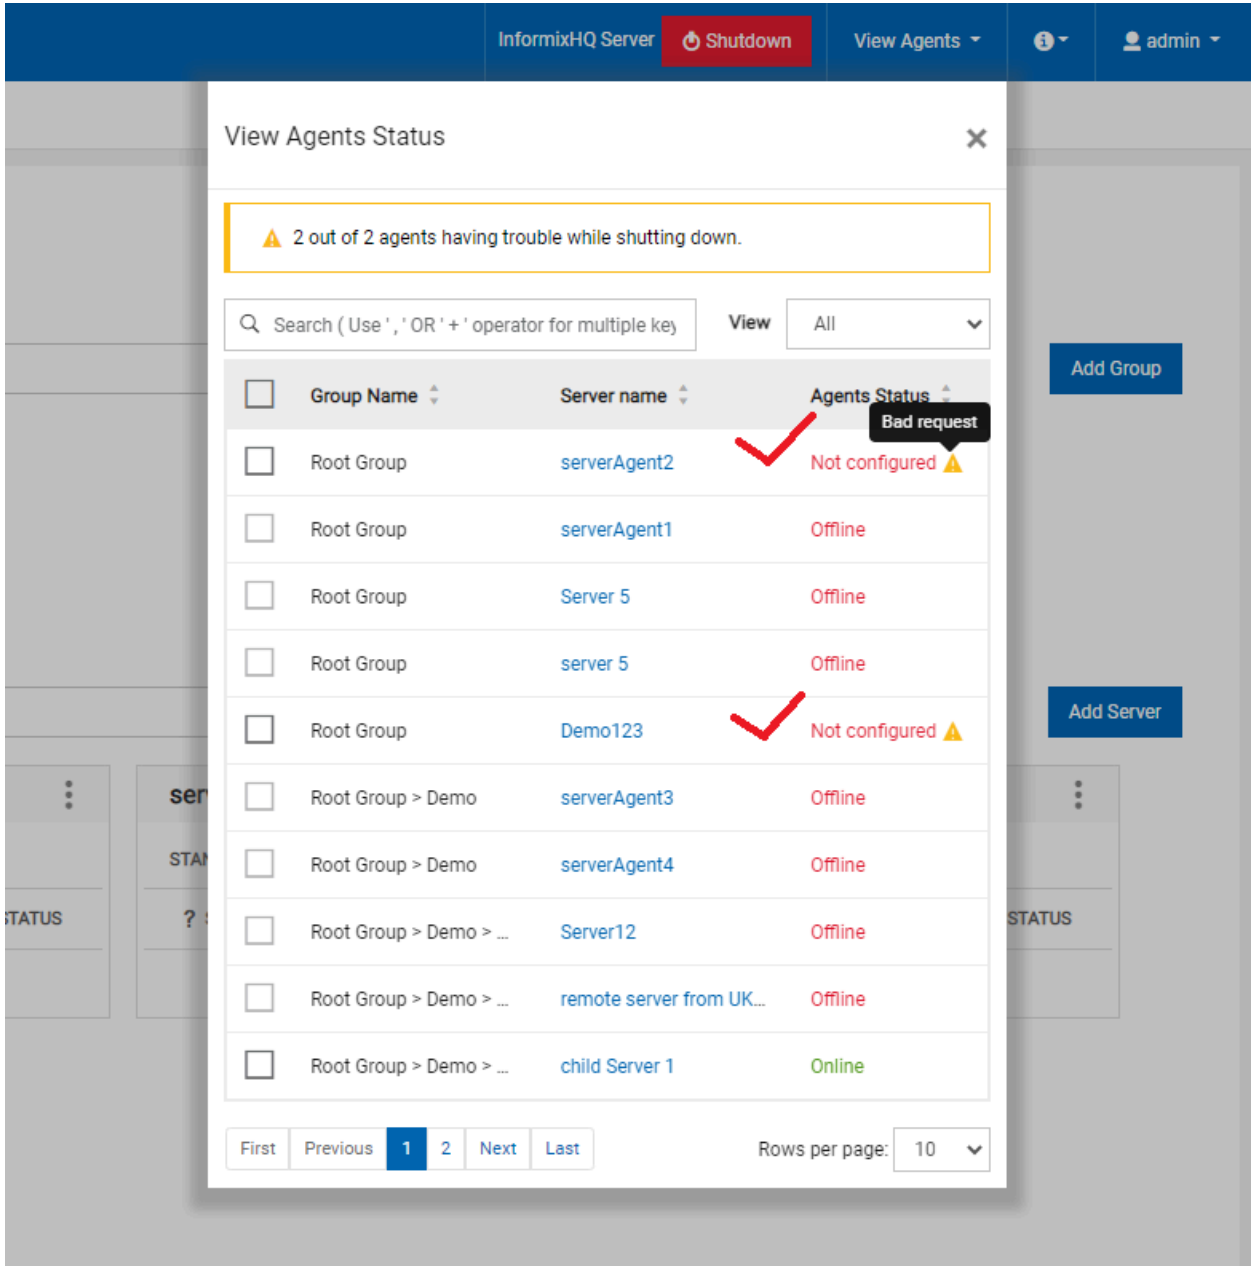 InformixHQ Server Shutdown View Agents admin
View Agents Status
2 out of 2 agents having trouble while shutting down.
Search ( Use ' , ' OR ' + ' operator for multiple key View All
Add Group
Group Name Server name Agents Status
Bad request
Root Group serverAgent2 Not configured
Root Group serverAgent1 Offline
Root Group Server 5 Offline
Root Group server 5 Offline
Add Server
Root Group Demo123 Not configured
ser
Root Group > Demo serverAgent3 Offline
STAN
Root Group > Demo serverAgent4 Offline
STATUS ? STATUS
Root Group > Demo > ... Server12 Offline
Root Group > Demo > ... remote server from UK... Offline
Root Group > Demo > ... child Server 1 Online
First Previous 1 2 Next Last Rows per page: 10